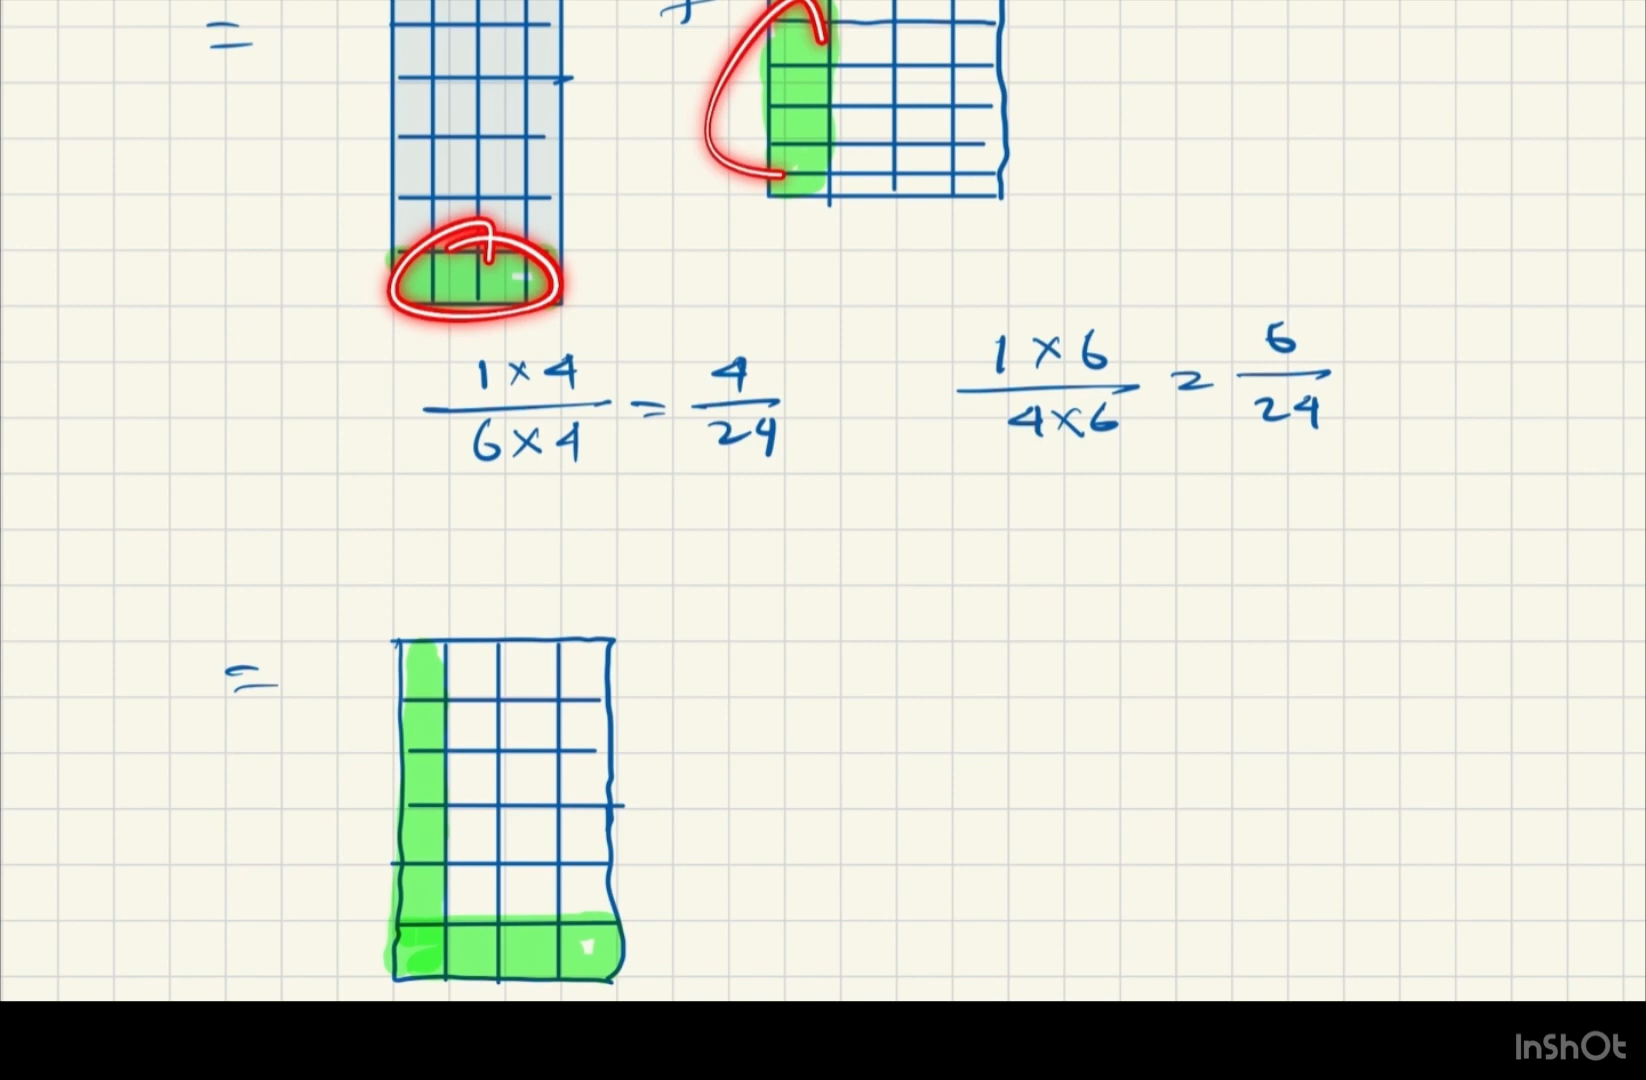 =
+
1 × 4 / 6 × 4 = 4 / 24
1 × 6 / 4 × 6 = 6 / 24
=
InShOt